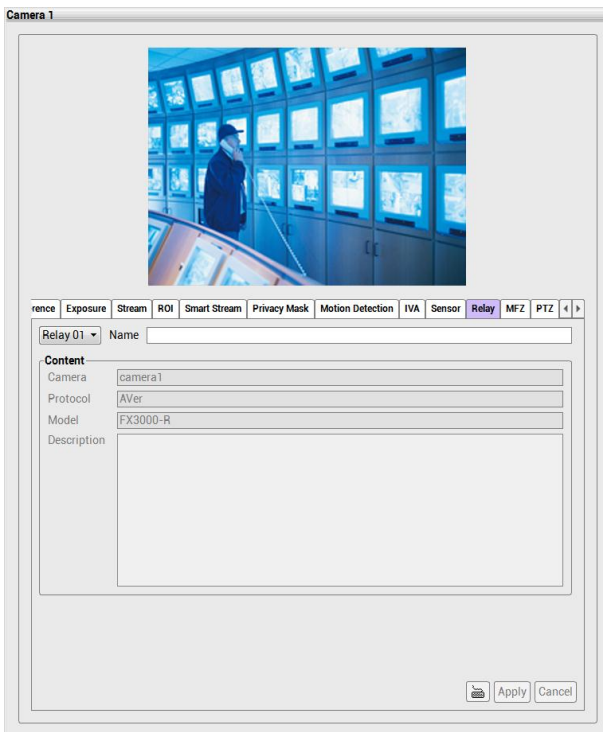 Camera 1
rence Exposure Stream ROI Smart Stream Privacy Mask Motion Detection IVA Sensor Relay MFZ PTZ
Relay 01 Name
Content
Camera camera1
Protocol AVer
Model FX3000-R
Description
Apply Cancel